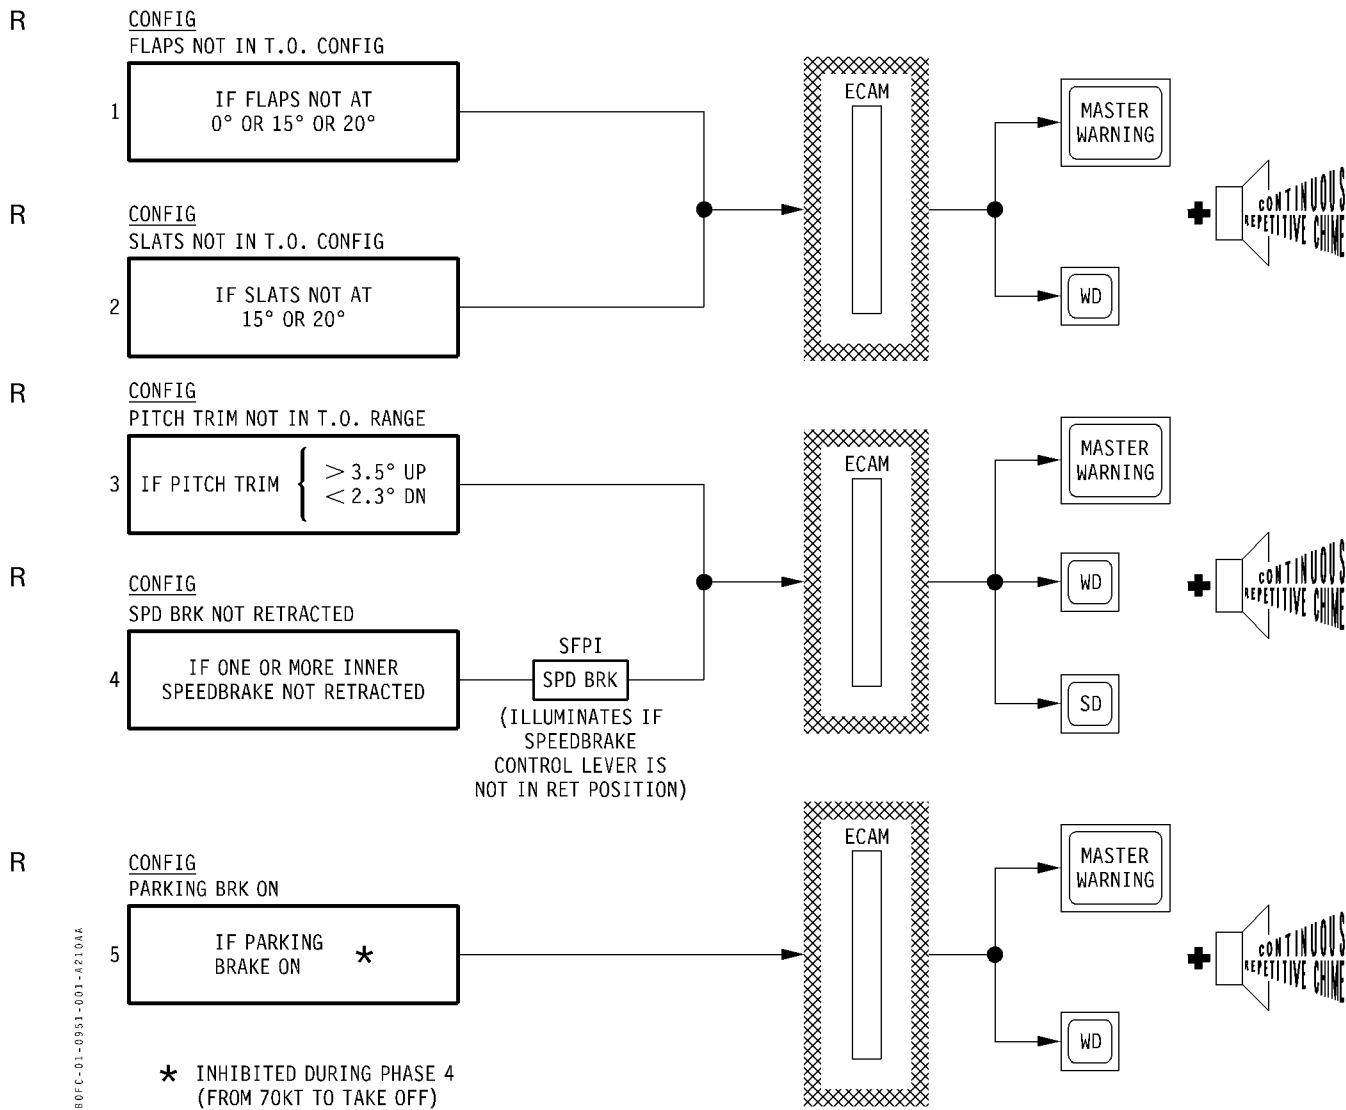 R
CONFIG
FLAPS NOT IN T.O. CONFIG
1
IF FLAPS NOT AT
0° OR 15° OR 20°
ECAM
MASTER
WARNING
CONTINUOUS
REPETITIVE CHIME
WD
R
CONFIG
SLATS NOT IN T.O. CONFIG
2
IF SLATS NOT AT
15° OR 20°
R
CONFIG
PITCH TRIM NOT IN T.O. RANGE
3
IF PITCH TRIM
> 3.5° UP
< 2.3° DN
ECAM
MASTER
WARNING
WD
CONTINUOUS
REPETITIVE CHIME
SD
R
CONFIG
SPD BRK NOT RETRACTED
4
IF ONE OR MORE INNER
SPEEDBRAKE NOT RETRACTED
SFPI
SPD BRK
(ILLUMINATES IF
SPEEDBRAKE
CONTROL LEVER IS
NOT IN RET POSITION)
R
CONFIG
PARKING BRK ON
5
IF PARKING
BRAKE ON *
ECAM
MASTER
WARNING
CONTINUOUS
REPETITIVE CHIME
WD
* INHIBITED DURING PHASE 4
(FROM 70KT TO TAKE OFF)
B0FC-01-0951-001-A210AA